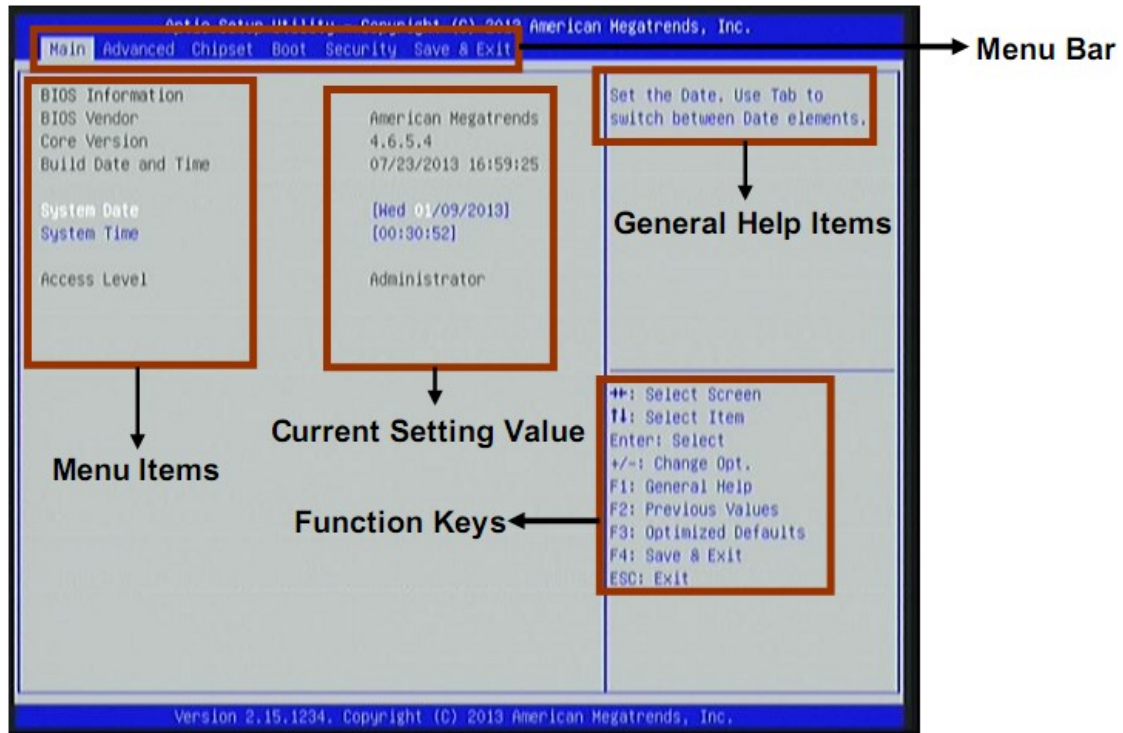 Aptio Setup Utility - Copyright (C) 2013 American Megatrends, Inc.
Main Advanced Chipset Boot Security Save & Exit
Menu Bar
BIOS Information
BIOS Vendor American Megatrends
Core Version 4.6.5.4
Build Date and Time 07/23/2013 16:59:25
System Date [Wed 01/09/2013]
System Time [00:30:52]
Access Level Administrator
Set the Date. Use Tab to
switch between Date elements.
General Help Items
Current Setting Value
Menu Items
Function Keys
→←: Select Screen
↑↓: Select Item
Enter: Select
+/-: Change Opt.
F1: General Help
F2: Previous Values
F3: Optimized Defaults
F4: Save & Exit
ESC: Exit
Version 2.15.1234. Copyright (C) 2013 American Megatrends, Inc.